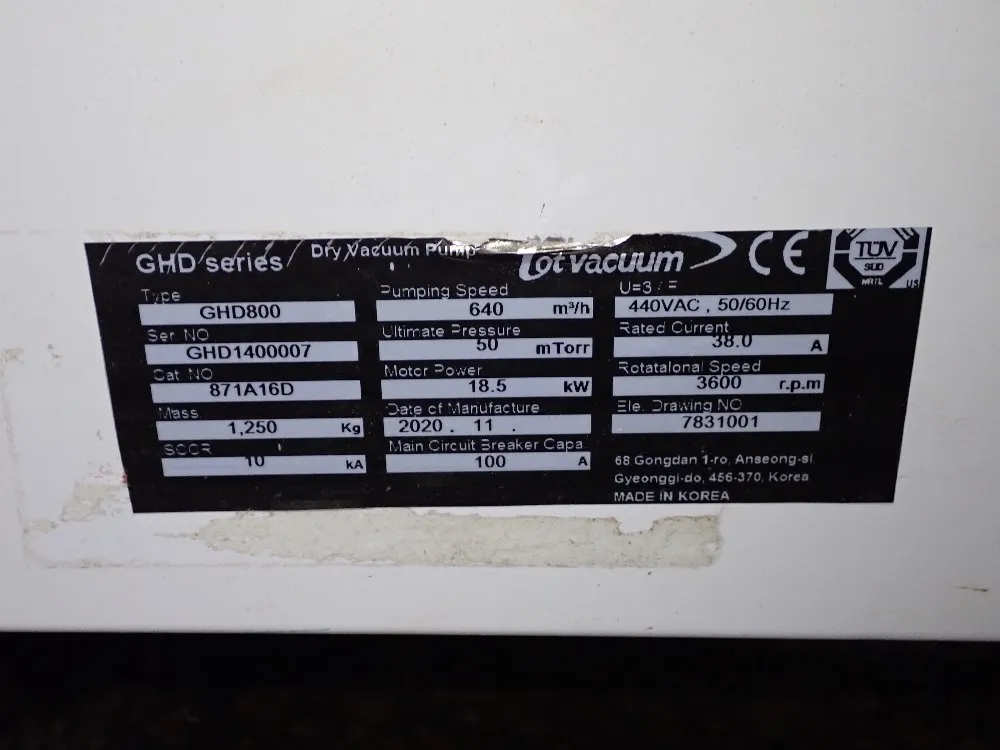 GHD series Dry Vacuum Pump Lot vacuum CE
TÜV
SÜD
NRTL US
Type Pumping Speed U=3 / F
GHD800 640 m³/h 440VAC , 50/60Hz
Ser. NO Ultimate Pressure Rated Current
GHD1400007 50 mTorr 38.0 A
Cat. NO Motor Power Rotatalonal Speed
871A16D 18.5 kW 3600 r.p.m
Mass Date of Manufacture Ele. Drawing NO
1,250 Kg 2020 . 11 . 7831001
SCCR Main Circuit Breaker Capa.
10 kA 100 A
68 Gongdan 1-ro, Anseong-si
Gyeonggi-do, 456-370, Korea
MADE IN KOREA